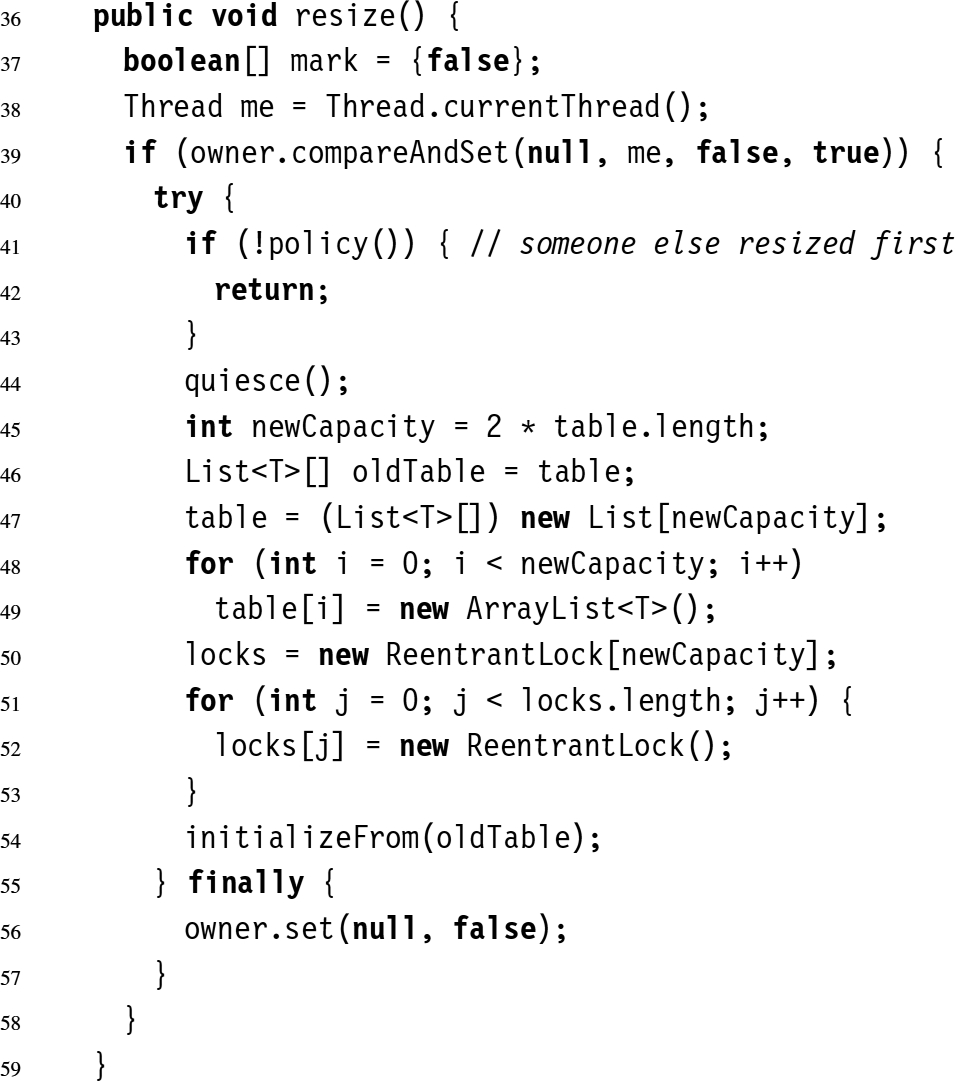 36 public void resize() {
37 boolean[] mark = {false};
38 Thread me = Thread.currentThread();
39 if (owner.compareAndSet(null, me, false, true)) {
40 try {
41 if (!policy()) { // someone else resized first
42 return;
43 }
44 quiesce();
45 int newCapacity = 2 * table.length;
46 List<T>[] oldTable = table;
47 table = (List<T>[]) new List[newCapacity];
48 for (int i = 0; i < newCapacity; i++)
49 table[i] = new ArrayList<T>();
50 locks = new ReentrantLock[newCapacity];
51 for (int j = 0; j < locks.length; j++) {
52 locks[j] = new ReentrantLock();
53 }
54 initializeFrom(oldTable);
55 } finally {
56 owner.set(null, false);
57 }
58 }
59 }